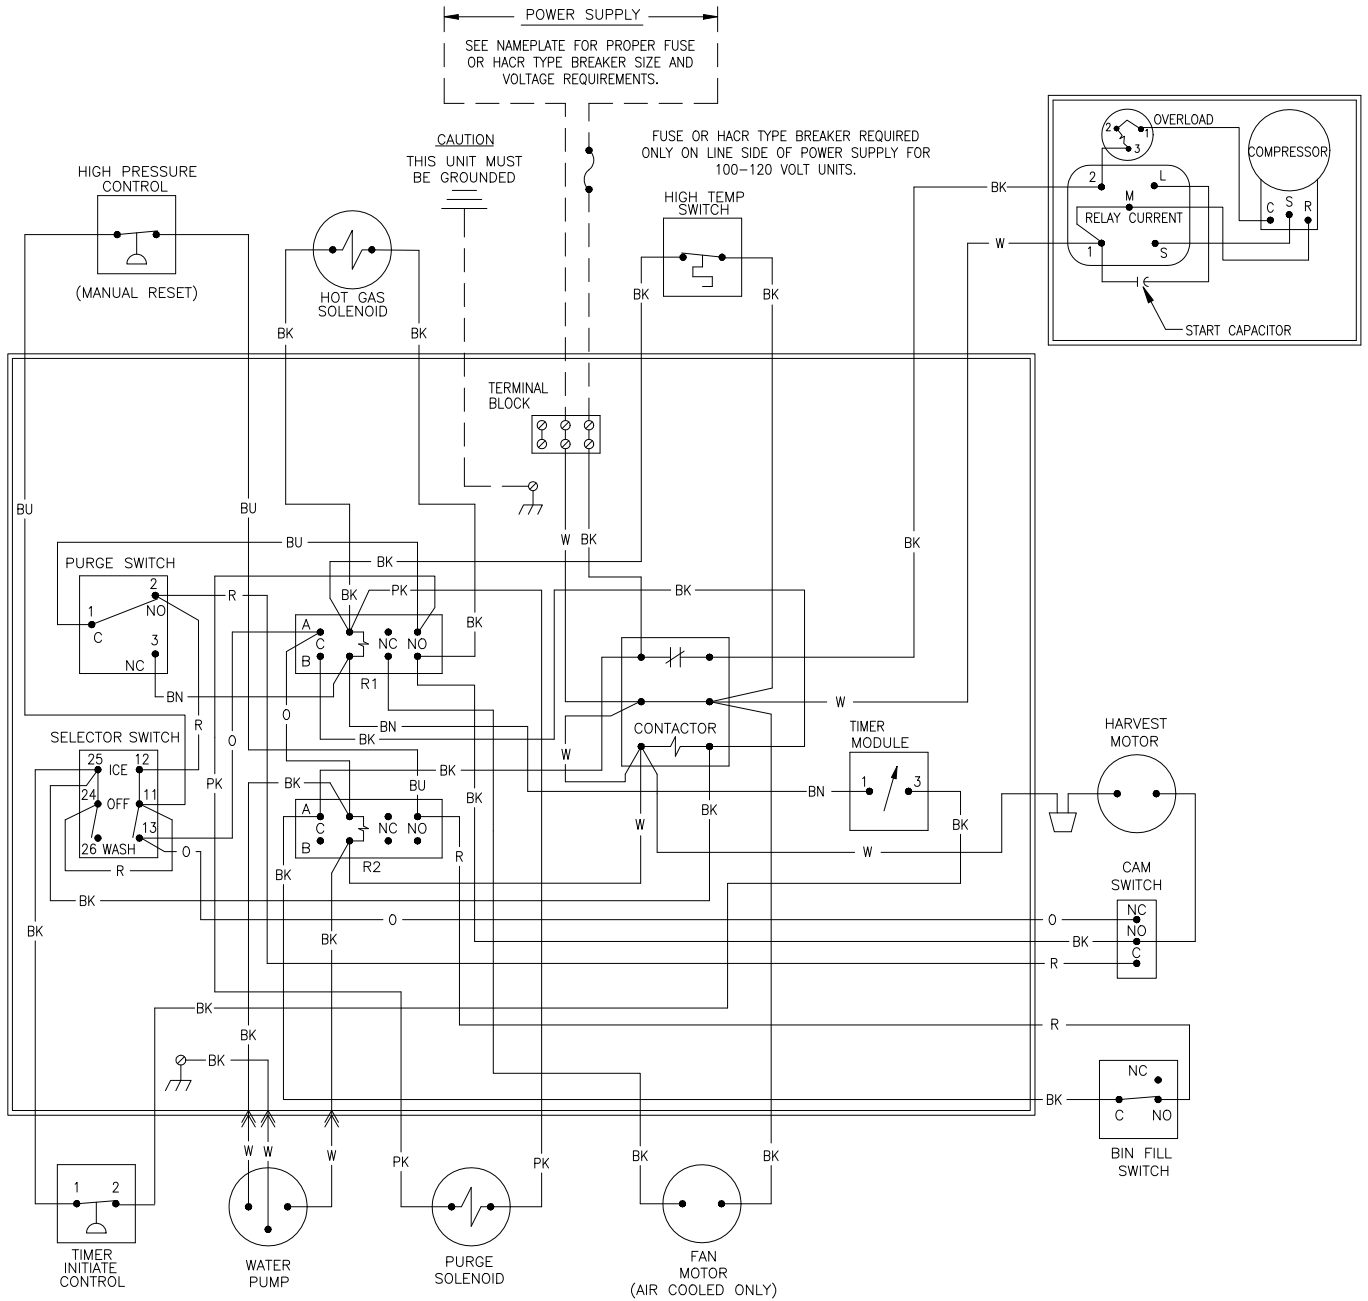 POWER SUPPLY
SEE NAMEPLATE FOR PROPER FUSE
OR HACR TYPE BREAKER SIZE AND
VOLTAGE REQUIREMENTS.
CAUTION
THIS UNIT MUST
BE GROUNDED
FUSE OR HACR TYPE BREAKER REQUIRED
ONLY ON LINE SIDE OF POWER SUPPLY FOR
100-120 VOLT UNITS.
HIGH PRESSURE
CONTROL
(MANUAL RESET)
HOT GAS
SOLENOID
HIGH TEMP
SWITCH
OVERLOAD
2
1
3
COMPRESSOR
C S R
2
L
M
RELAY CURRENT
1
S
START CAPACITOR
BK
W
BK
BK
BK
BK
TERMINAL
BLOCK
BU
BU
W BK
BK
BU
BK
PURGE SWITCH
2
NO
1
C
3
NC
R
BN
BK
PK
BK
BK
A
C
NC NO
B
R1
BK
O
BN
BK
R
O
W
CONTACTOR
W
W
TIMER
MODULE
1
3
BN
BK
HARVEST
MOTOR
SELECTOR SWITCH
25 ICE 12
24 OFF 11
13
26 WASH
R
O
PK
BK
BK
BU
BK
BK
A
C
NC NO
B
R2
W
R
BK
BK
W
BK
O
O
BK
BK
R
CAM
SWITCH
NC
NO
C
BK
BK
BK
R
BK
BK
NC
C NO
BIN FILL
SWITCH
W W W
PK
PK
BK
BK
1 2
TIMER
INITIATE
CONTROL
WATER
PUMP
PURGE
SOLENOID
FAN
MOTOR
(AIR COOLED ONLY)